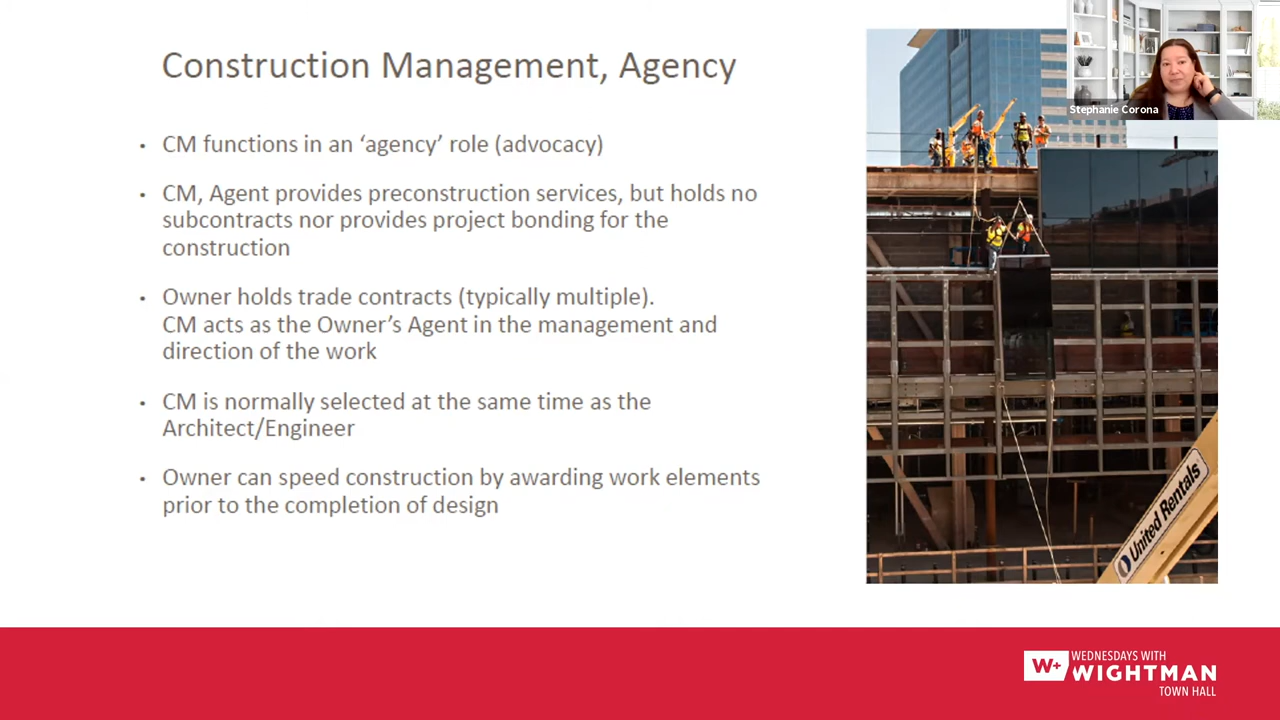 Construction Management, Agency
Stephanie Corona
• CM functions in an ‘agency’ role (advocacy)
• CM, Agent provides preconstruction services, but holds no
subcontracts nor provides project bonding for the
construction
• Owner holds trade contracts (typically multiple).
CM acts as the Owner’s Agent in the management and
direction of the work
• CM is normally selected at the same time as the
Architect/Engineer
• Owner can speed construction by awarding work elements
prior to the completion of design
United Rentals
W+
WEDNESDAYS WITH
WIGHTMAN
TOWN HALL